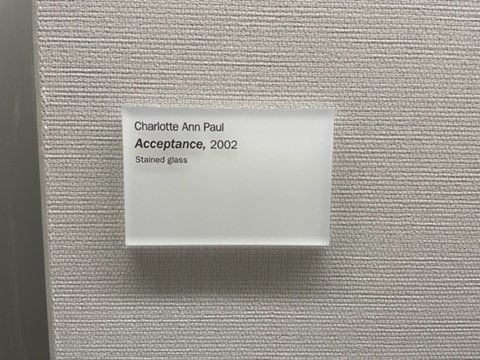 Charlotte Ann Paul
Acceptance, 2002
Stained glass